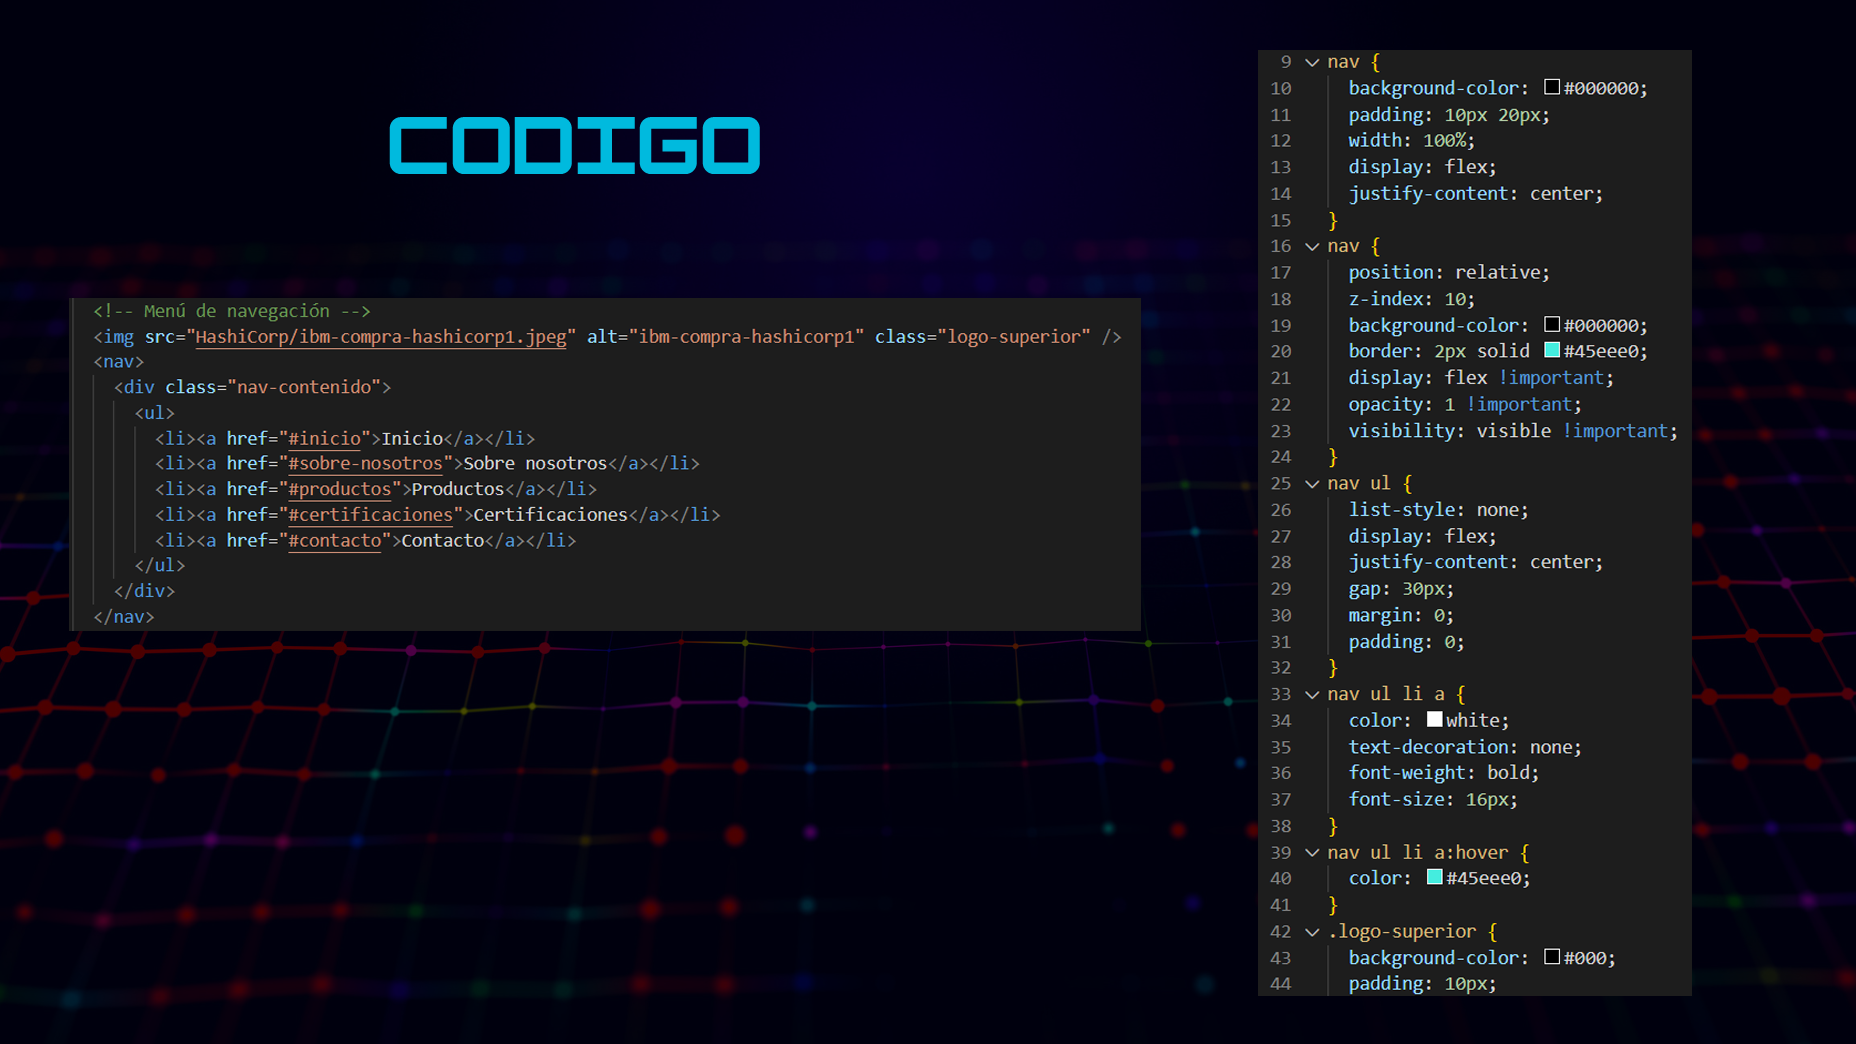 CODIGO
<!-- Menú de navegación -->
<img src="HashiCorp/ibm-compra-hashicorp1.jpeg" alt="ibm-compra-hashicorp1" class="logo-superior" />
<nav>
<div class="nav-contenido">
<ul>
<li><a href="#inicio">Inicio</a></li>
<li><a href="#sobre-nosotros">Sobre nosotros</a></li>
<li><a href="#productos">Productos</a></li>
<li><a href="#certificaciones">Certificaciones</a></li>
<li><a href="#contacto">Contacto</a></li>
</ul>
</div>
</nav>
9 nav {
10 background-color: #000000;
11 padding: 10px 20px;
12 width: 100%;
13 display: flex;
14 justify-content: center;
15 }
16 nav {
17 position: relative;
18 z-index: 10;
19 background-color: #000000;
20 border: 2px solid #45eee0;
21 display: flex !important;
22 opacity: 1 !important;
23 visibility: visible !important;
24 }
25 nav ul {
26 list-style: none;
27 display: flex;
28 justify-content: center;
29 gap: 30px;
30 margin: 0;
31 padding: 0;
32 }
33 nav ul li a {
34 color: white;
35 text-decoration: none;
36 font-weight: bold;
37 font-size: 16px;
38 }
39 nav ul li a:hover {
40 color: #45eee0;
41 }
42 .logo-superior {
43 background-color: #000;
44 padding: 10px;